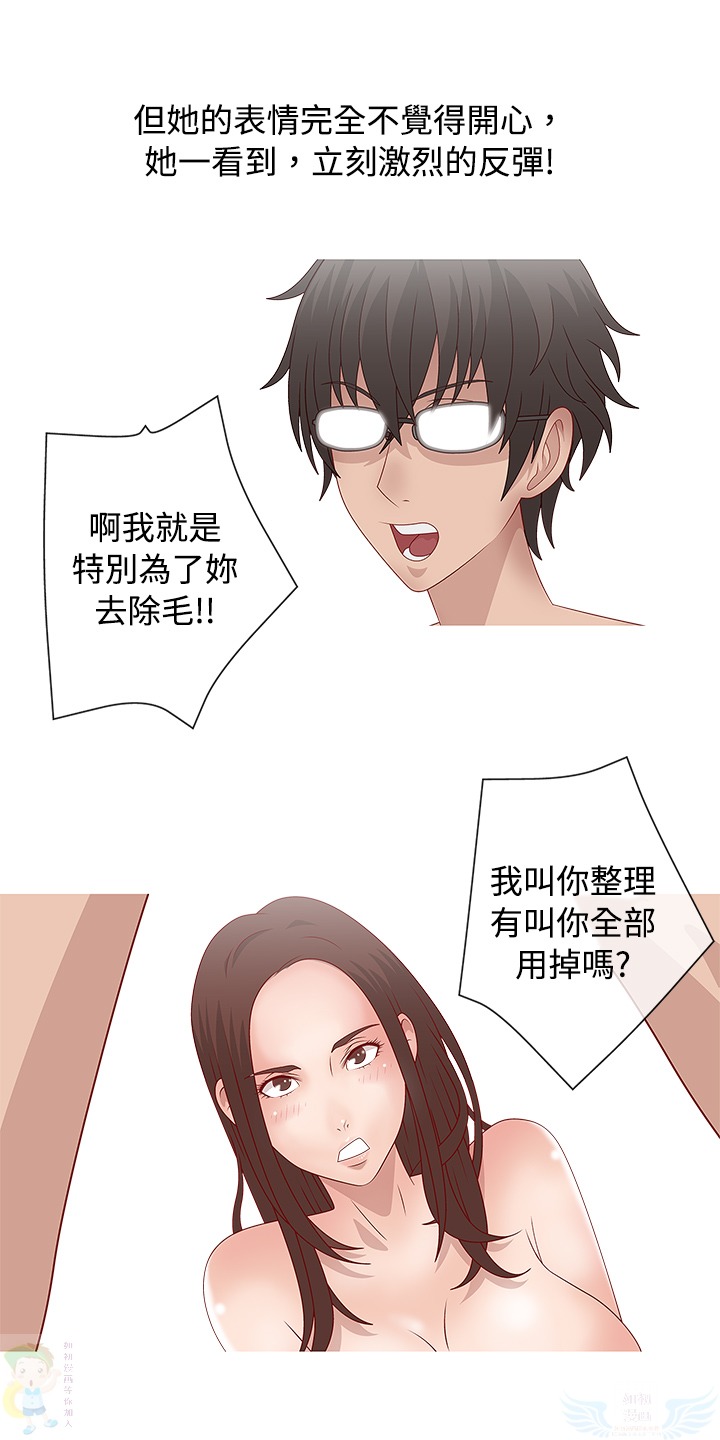 但她的表情完全不覺得開心，
她一看到，立刻激烈的反彈!
啊我就是
特別為了妳
去除毛!!
我叫你整理
有叫你全部
用掉嗎?